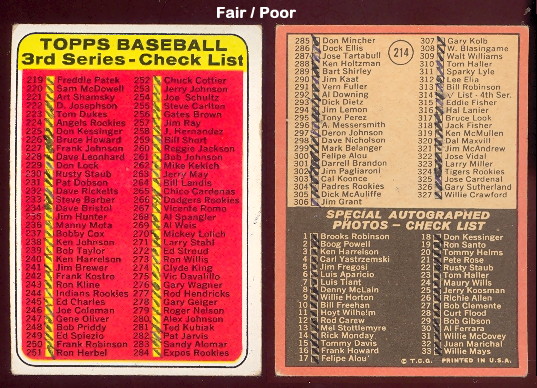 Fair / Poor
TOPPS BASEBALL
3rd Series - Check List
219 Freddie Patek
220 Sam McDowell
221 Art Shamsky
222 D. Josephson
223 Tom Dukes
224 Angels Rookies
225 Don Kessinger
226 Bruce Howard
227 Frank Johnson
228 Dave Leonhard
229 Don Lock
230 Rusty Staub
231 Pat Dobson
232 Dave Ricketts
233 Steve Barber
234 Dave Bristol
235 Jim Hunter
236 Manny Mota
237 Bobby Cox
238 Ken Johnson
239 Bob Taylor
240 Ken Harrelson
241 Jim Brewer
242 Frank Kostro
243 Ron Kline
244 Indians Rookies
245 Ed Charles
246 Joe Coleman
247 Gene Oliver
248 Bob Priddy
249 Ed Spiezio
250 Frank Robinson
251 Ron Herbel
252 Chuck Cottier
253 Jerry Johnson
254 Joe Schultz
255 Steve Carlton
256 Gates Brown
257 Jim Ray
258 J. Hernandez
259 Bill Short
260 Reggie Jackson
261 Bob Johnson
262 Mike Kekich
263 Jerry May
264 Bill Landis
265 Chico Cardenas
266 Dodgers Rookies
267 Vicente Romo
268 Al Spangler
269 Al Weis
270 Mickey Lolich
271 Larry Stahl
272 Ed Stroud
273 Ron Willis
274 Clyde King
275 Vic Davalillo
276 Gary Wagner
277 Rod Hendricks
278 Gary Geiger
279 Roger Nelson
280 Alex Johnson
281 Ted Kubiak
282 Pat Jarvis
283 Sandy Alomar
284 Expos Rookies
285 Don Mincher
286 Dock Ellis
287 Jose Tartabull
288 Ken Holtzman
289 Bart Shirley
290 Jim Kaat
291 Vern Fuller
292 Al Downing
293 Dick Dietz
294 Jim Lemon
295 Tony Perez
296 A. Messersmith
297 Deron Johnson
298 Dave Nicholson
299 Mark Belanger
300 Felipe Alou
301 Darrell Brandon
302 Jim Pagliaroni
303 Cal Koonce
304 Padres Rookies
305 Dick McAuliffe
306 Jim Grant
214
307 Gary Kolb
308 W. Blasingame
309 Walt Williams
310 Tom Haller
311 Sparky Lyle
312 Lee Elia
313 Bill Robinson
314 √ List - 4th Ser.
315 Eddie Fisher
316 Hal Lanier
317 Bruce Look
318 Jack Fisher
319 Ken McMullen
320 Dal Maxvill
321 Jim McAndrew
322 Jose Vidal
323 Larry Miller
324 Tigers Rookies
325 Jose Cardenal
326 Gary Sutherland
327 Willie Crawford
SPECIAL AUTOGRAPHED
PHOTOS - CHECK LIST
1 Brooks Robinson
2 Boog Powell
3 Ken Harrelson
4 Carl Yastrzemski
5 Jim Fregosi
6 Luis Aparicio
7 Luis Tiant
8 Denny McLain
9 Willie Horton
10 Bill Freehan
11 Hoyt Wilhelm
12 Rod Carew
13 Mel Stottlemyre
14 Rick Monday
15 Tommy Davis
16 Frank Howard
17 Felipe Alou
18 Don Kessinger
19 Ron Santo
20 Tommy Helms
21 Pete Rose
22 Rusty Staub
23 Tom Haller
24 Maury Wills
25 Jerry Koosman
26 Richie Allen
27 Bob Clemente
28 Curt Flood
29 Bob Gibson
30 Al Ferrara
31 Willie McCovey
32 Juan Marichal
33 Willie Mays
© T.C.G. PRINTED IN U.S.A.